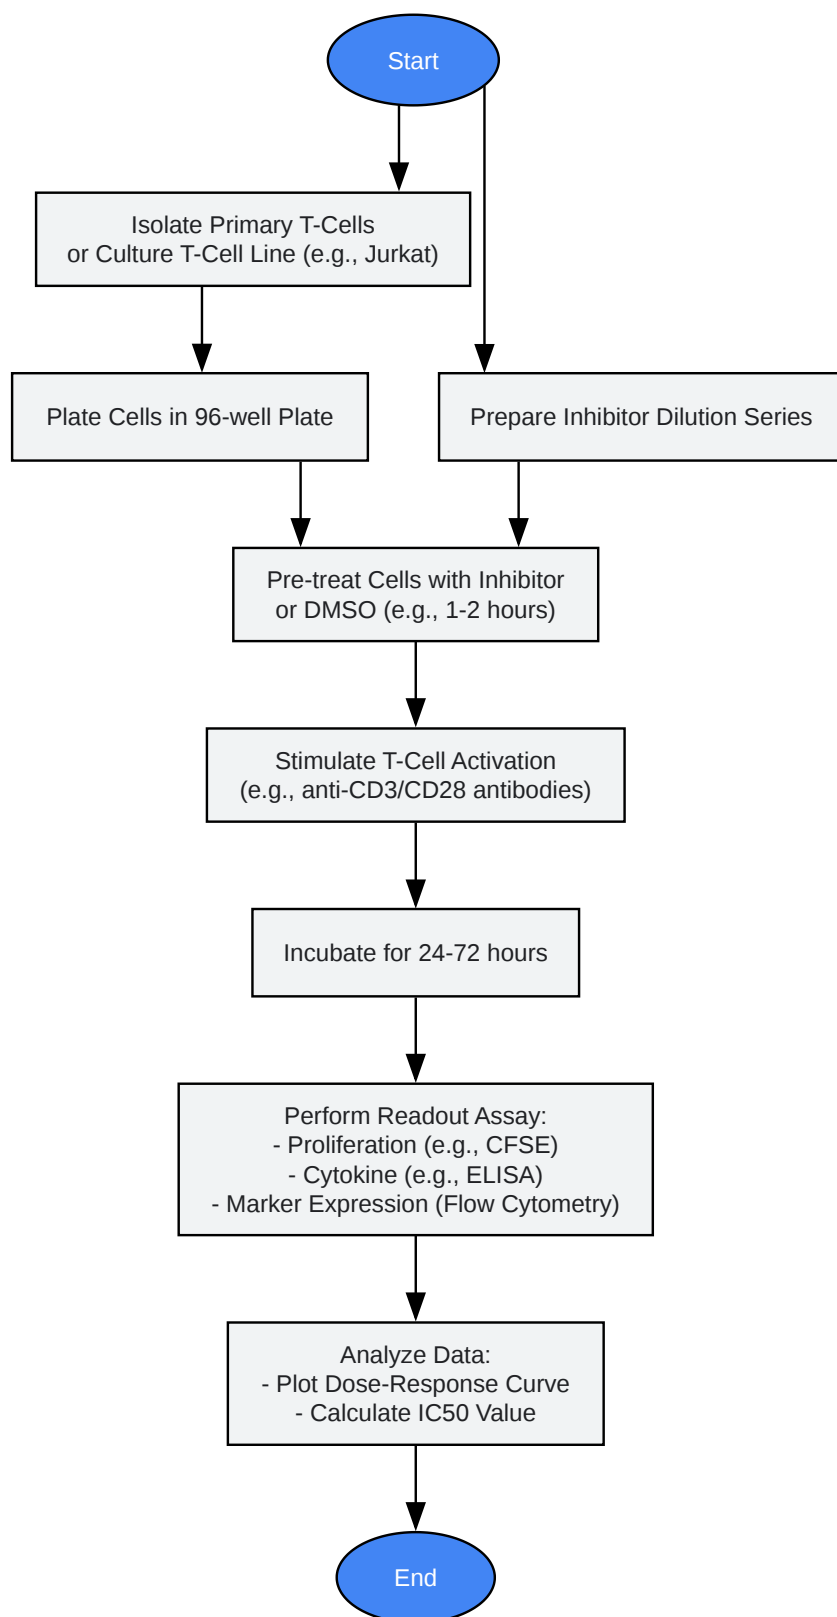 Start
Isolate Primary T-Cells
or Culture T-Cell Line (e.g., Jurkat)
Plate Cells in 96-well Plate
Prepare Inhibitor Dilution Series
Pre-treat Cells with Inhibitor
or DMSO (e.g., 1-2 hours)
Stimulate T-Cell Activation
(e.g., anti-CD3/CD28 antibodies)
Incubate for 24-72 hours
Perform Readout Assay:
- Proliferation (e.g., CFSE)
- Cytokine (e.g., ELISA)
- Marker Expression (Flow Cytometry)
Analyze Data:
- Plot Dose-Response Curve
- Calculate IC50 Value
End